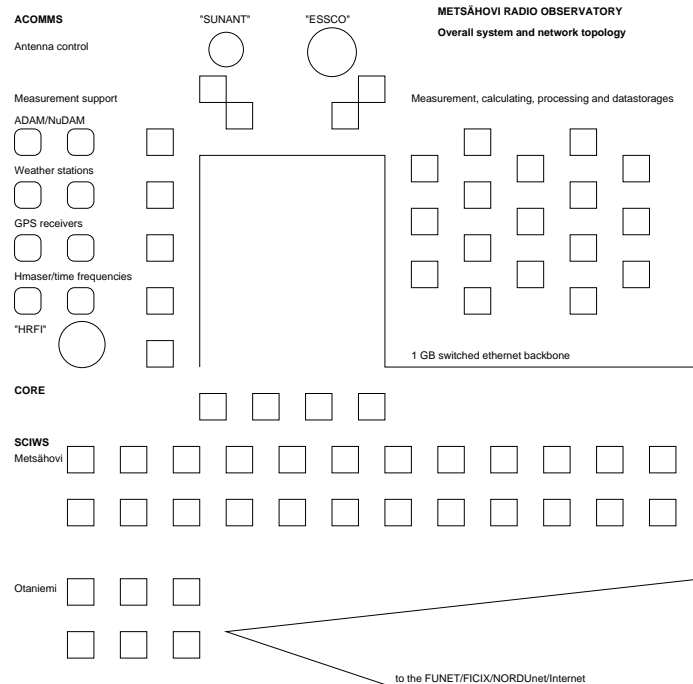 ACOMMS
"SUNANT"
"ESSCO"
METSÄHOVI RADIO OBSERVATORY
Overall system and network topology
Antenna control
Measurement support
Measurement, calculating, processing and datastorages
ADAM/NuDAM
Weather stations
GPS receivers
Hmaser/time frequencies
"HRFI"
1 GB switched ethernet backbone
CORE
SCIWS
Metsähovi
Otaniemi
to the FUNET/FICIX/NORDUnet/Internet